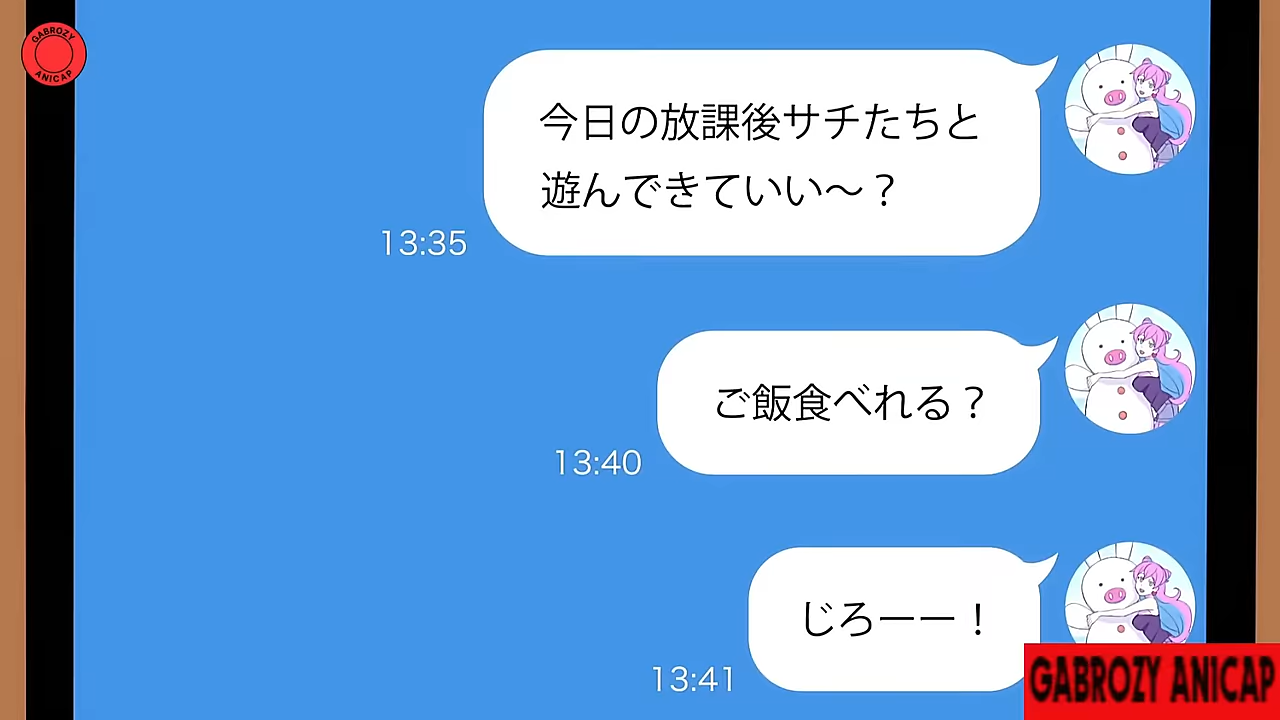 GABROZY
ANICAP
今日の放課後サチたちと
遊んできていい～？
13:35
ご飯食べれる？
13:40
じろーー！
13:41
GABROZY ANICAP